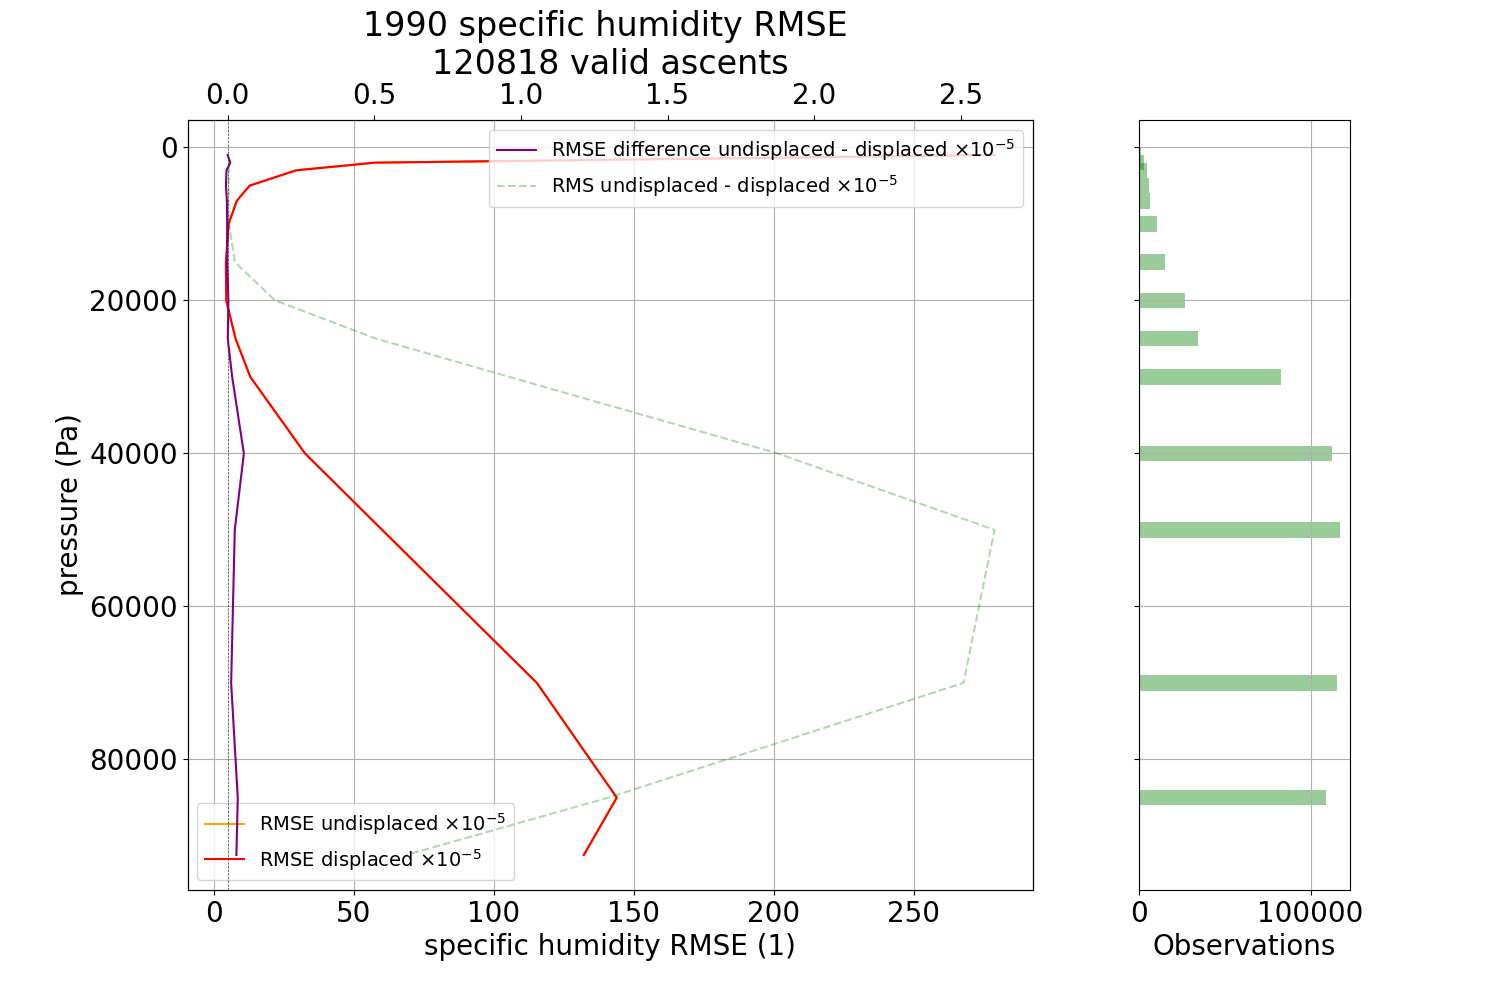 1990 specific humidity RMSE
120818 valid ascents
0.0 0.5 1.0 1.5 2.0 2.5
RMSE difference undisplaced - displaced ×10⁻⁵
RMS undisplaced - displaced ×10⁻⁵
0
20000
40000
60000
80000
pressure (Pa)
RMSE undisplaced ×10⁻⁵
RMSE displaced ×10⁻⁵
0 50 100 150 200 250
specific humidity RMSE (1)
0 100000
Observations